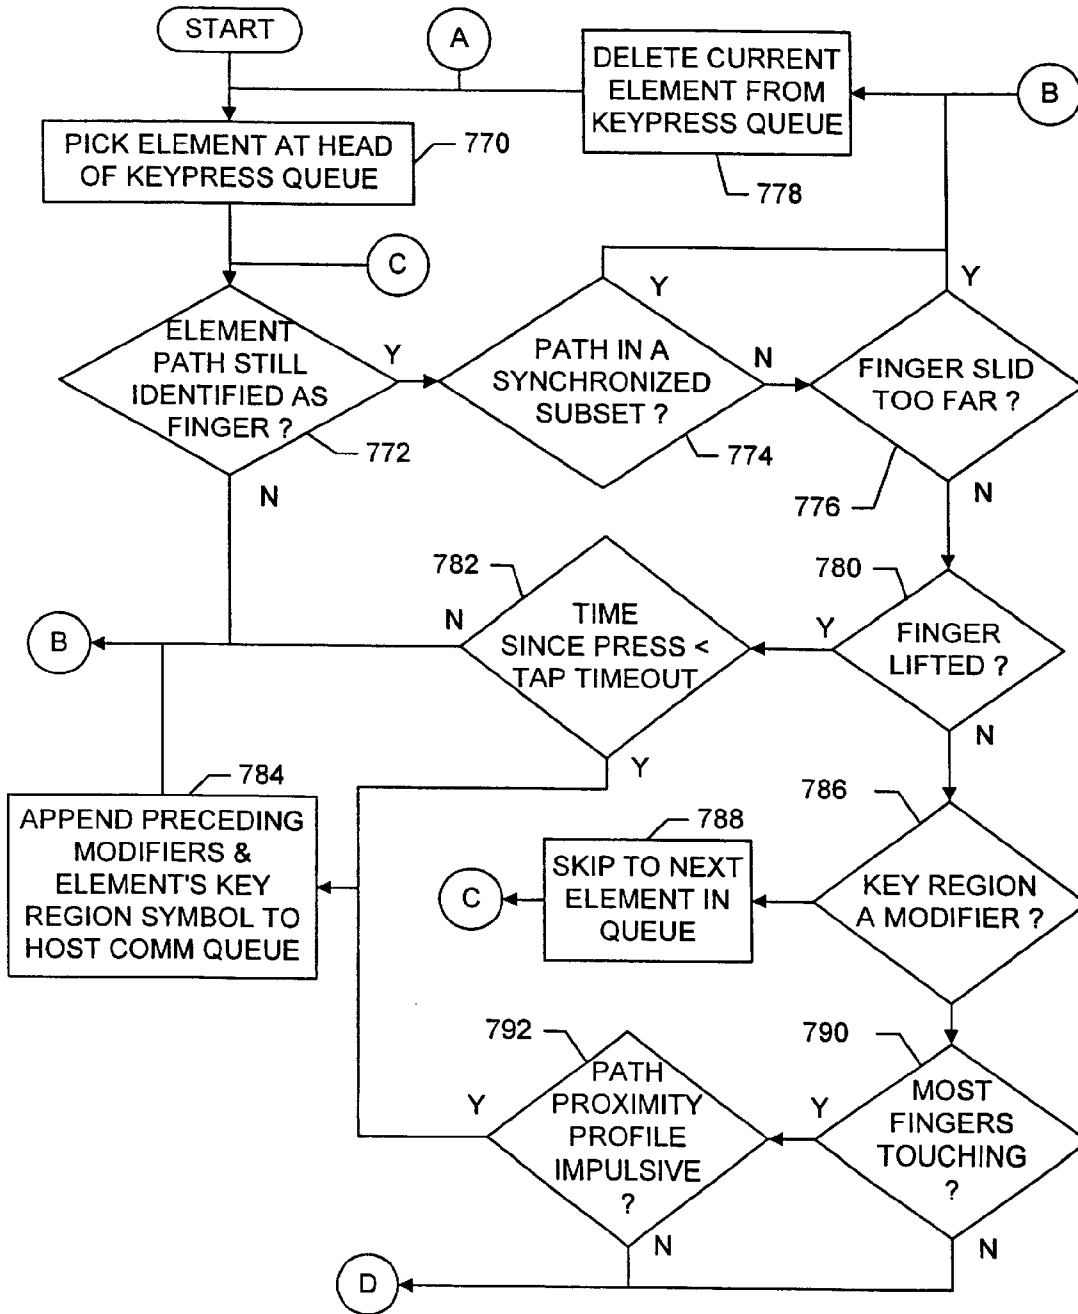 START
A
DELETE CURRENT
ELEMENT FROM
KEYPRESS QUEUE
B
PICK ELEMENT AT HEAD
OF KEYPRESS QUEUE
770
778
C
ELEMENT
PATH STILL
IDENTIFIED AS
FINGER ?
Y
772
N
PATH IN A
SYNCHRONIZED
SUBSET ?
Y
N
774
FINGER SLID
TOO FAR ?
Y
776
N
782
TIME
SINCE PRESS <
TAP TIMEOUT
N
Y
780
FINGER
LIFTED ?
Y
N
B
784
APPEND PRECEDING
MODIFIERS &
ELEMENT'S KEY
REGION SYMBOL TO
HOST COMM QUEUE
786
KEY REGION
A MODIFIER ?
788
SKIP TO NEXT
ELEMENT IN
QUEUE
C
792
PATH
PROXIMITY
PROFILE
IMPULSIVE
?
Y
N
790
MOST
FINGERS
TOUCHING
?
Y
N
D